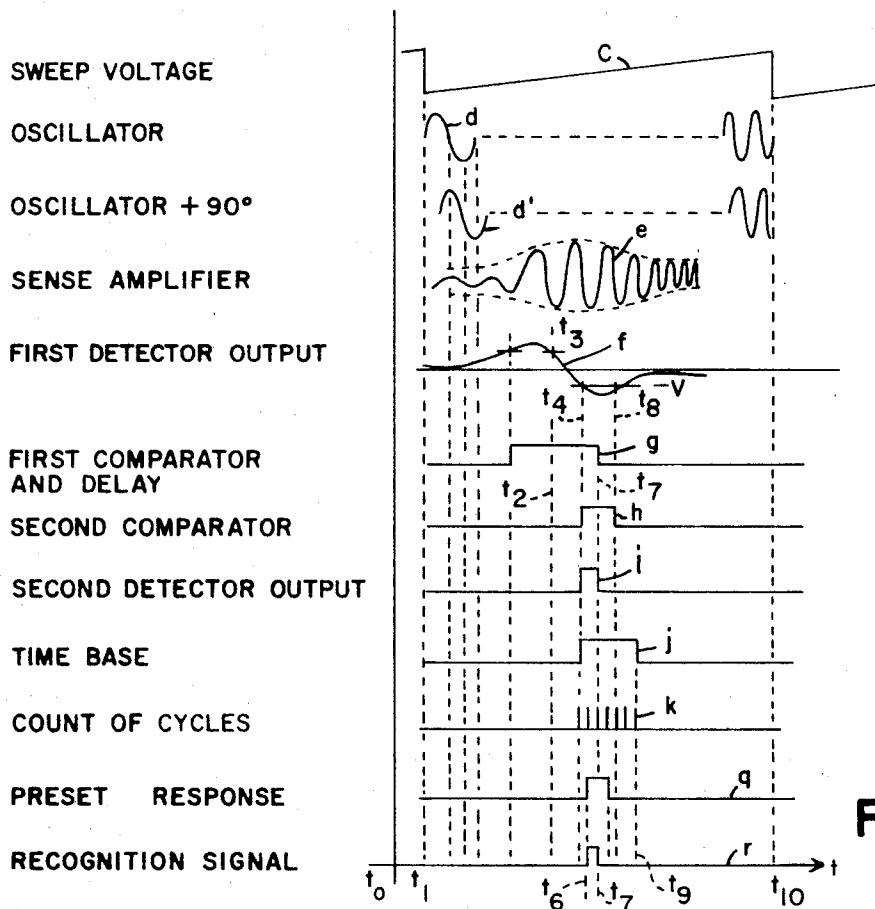 SWEEP VOLTAGE
c
OSCILLATOR
d
OSCILLATOR +90°
d'
SENSE AMPLIFIER
e
FIRST DETECTOR OUTPUT
t3
f
-V
t4
t8
FIRST COMPARATOR
AND DELAY
g
t2
t7
SECOND COMPARATOR
h
SECOND DETECTOR OUTPUT
i
TIME BASE
j
COUNT OF CYCLES
k
PRESET RESPONSE
q
F
RECOGNITION SIGNAL
r
t
t0
t1
t6
t7
t9
t10